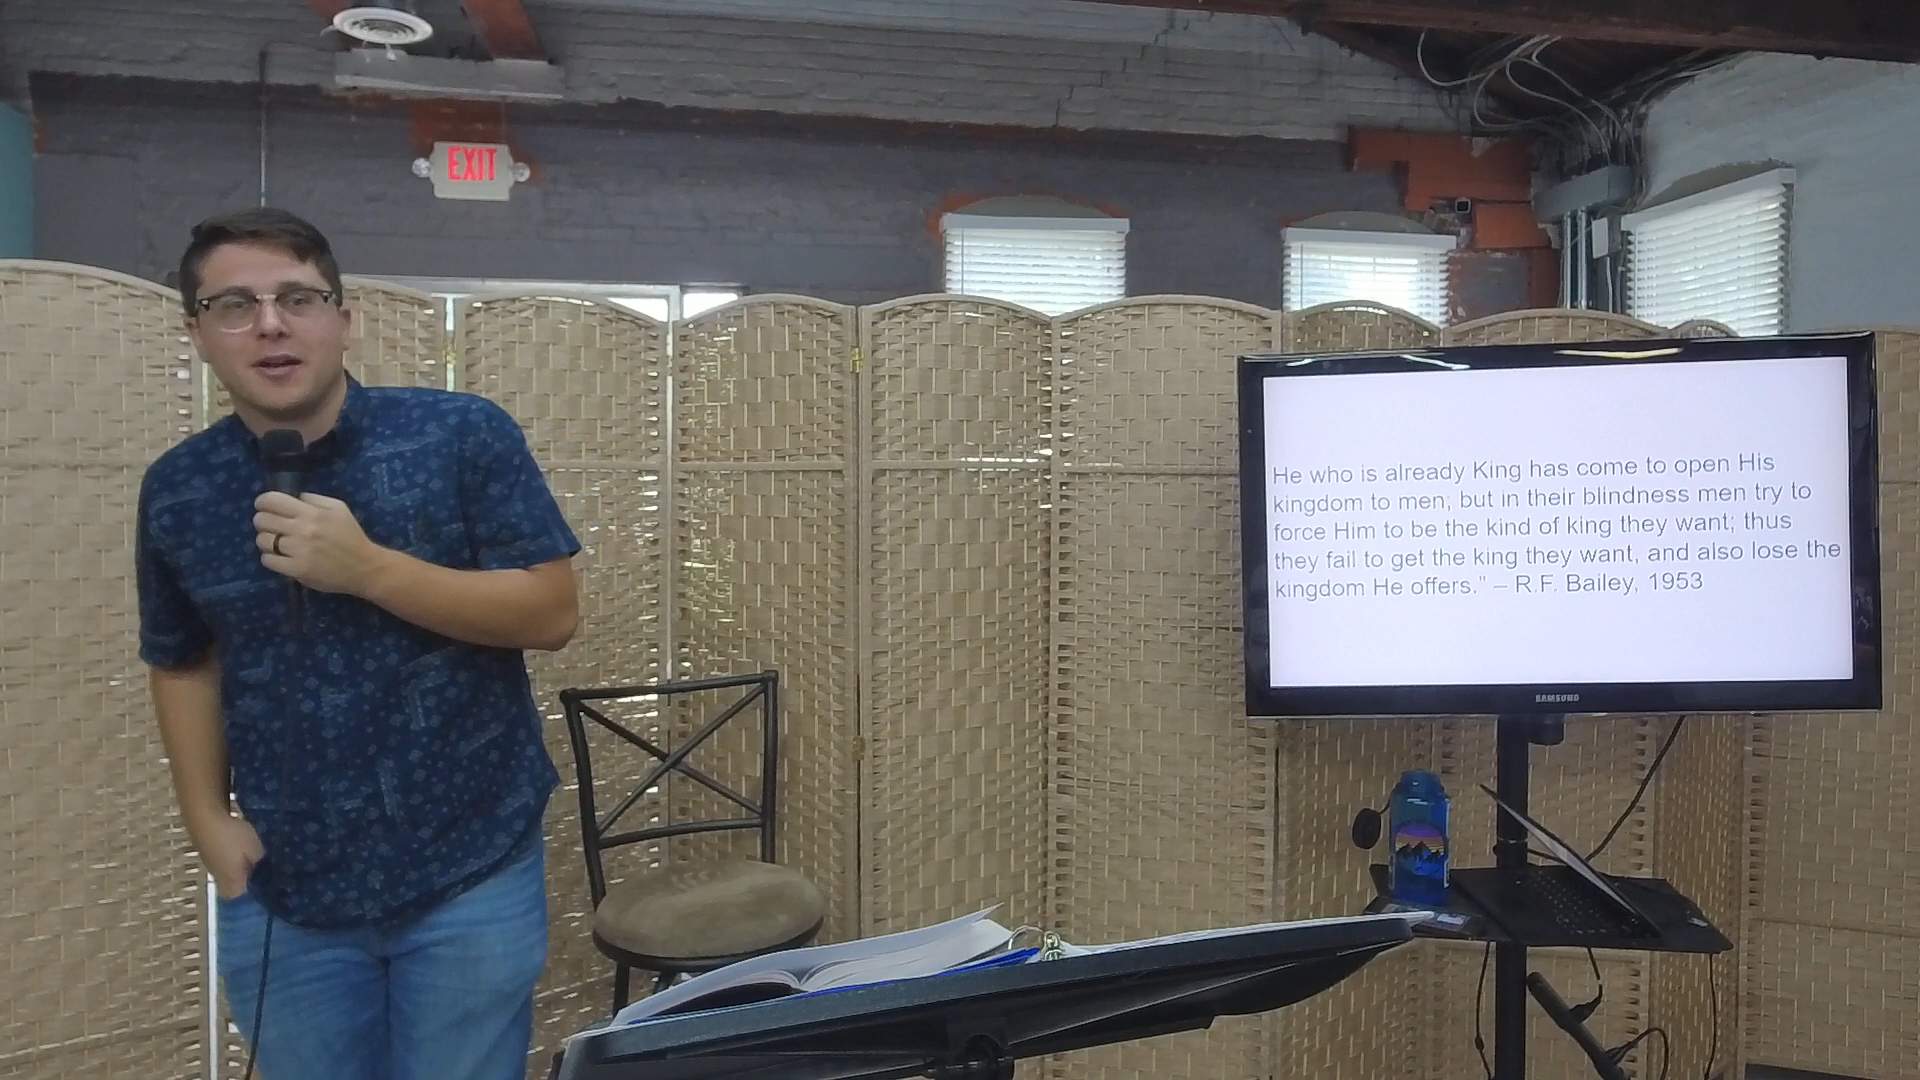 EXIT
He who is already King has come to open His
kingdom to men; but in their blindness men try to
force Him to be the kind of king they want; thus
they fail to get the king they want, and also lose the
kingdom He offers." – R.F. Bailey, 1953
SAMSUNG